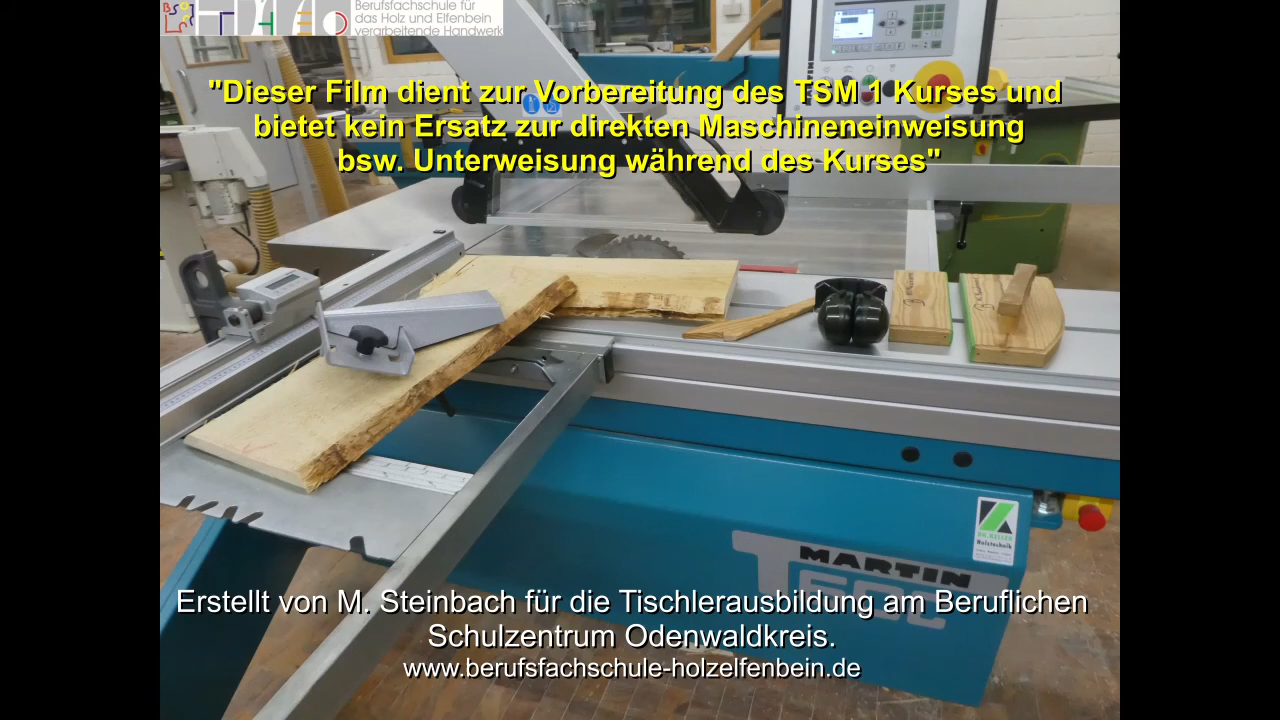 Berufsfachschule für
das Holz und Elfenbein
verarbeitende Handwerk
"Dieser Film dient zur Vorbereitung des TSM 1 Kurses und
bietet kein Ersatz zur direkten Maschineneinweisung
bsw. Unterweisung während des Kurses"
Holztechnik
MARTIN
Erstellt von M. Steinbach für die Tischlerausbildung am Beruflichen
Schulzentrum Odenwaldkreis.
www.berufsfachschule-holzelfenbein.de